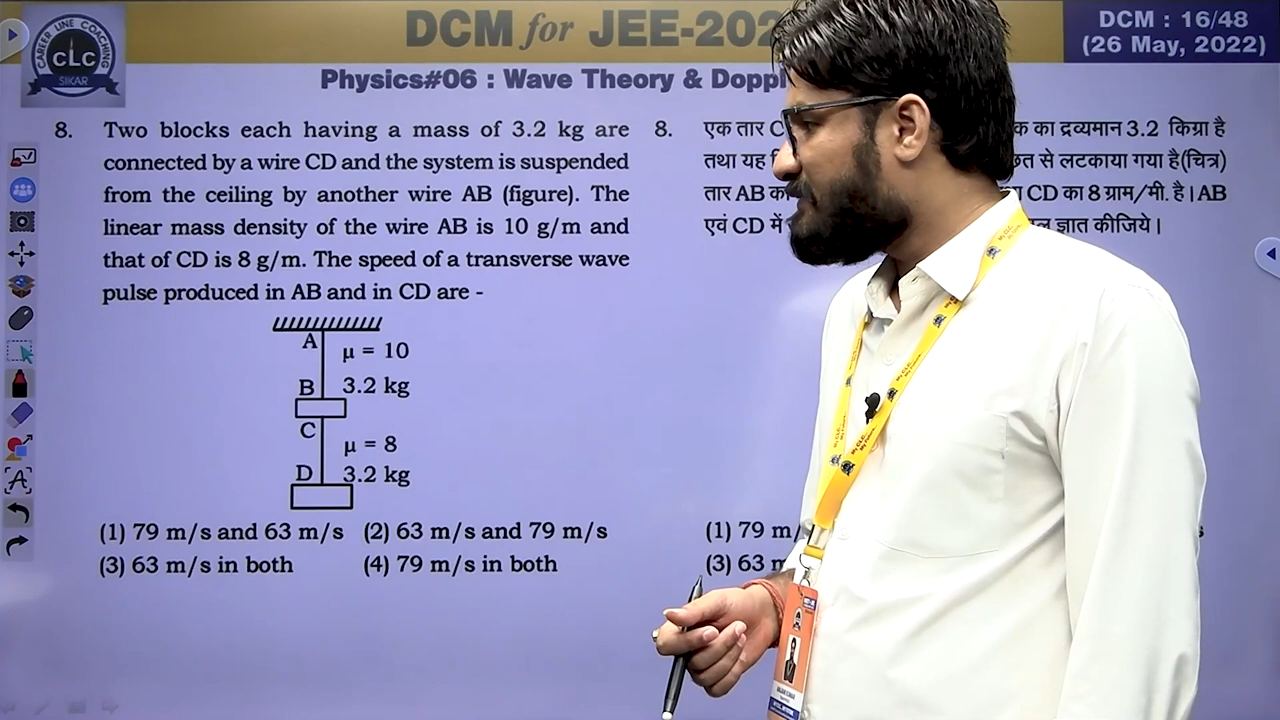 DCM for JEE-202
DCM : 16/48
(26 May, 2022)
CAREER LINE COACHING
CLC
SIKAR
Physics#06 : Wave Theory & Doppl
8. Two blocks each having a mass of 3.2 kg are
connected by a wire CD and the system is suspended
from the ceiling by another wire AB (figure). The
linear mass density of the wire AB is 10 g/m and
that of CD is 8 g/m. The speed of a transverse wave
pulse produced in AB and in CD are -
A
μ = 10
B 3.2 kg
C
μ = 8
D 3.2 kg
(1) 79 m/s and 63 m/s (2) 63 m/s and 79 m/s
(3) 63 m/s in both (4) 79 m/s in both
8. एक तार C क का द्रव्यमान 3.2 किग्रा है
तथा यह से लटकाया गया है(चित्र)
तार AB का CD का 8 ग्राम/मी. है। AB
एवं CD में ज्ञात कीजिये।
(1) 79 m/ s
(3) 63 m